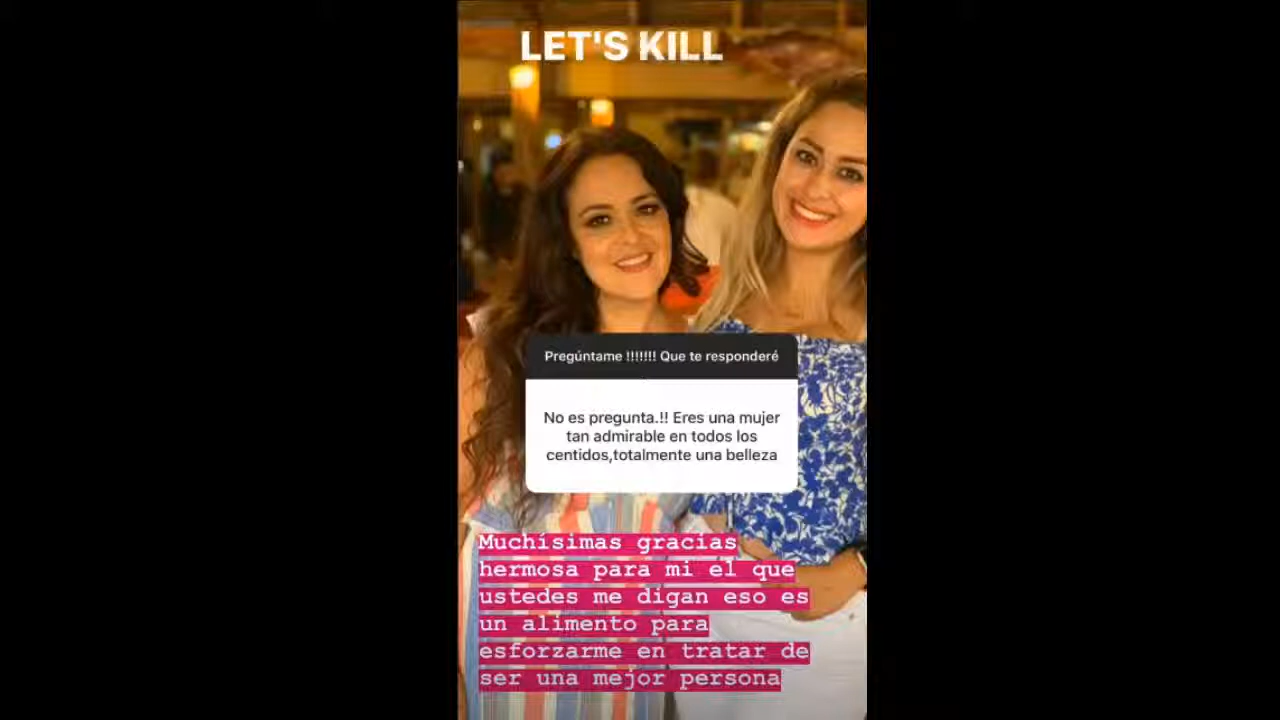 LET'S KILL
Pregúntame !!!!!!! Que te responderé
No es pregunta.!! Eres una mujer
tan admirable en todos los
centidos,totalmente una belleza
Muchísimas gracias
hermosa para mi el que
ustedes me digan eso es
un alimento para
esforzarme en tratar de
ser una mejor persona